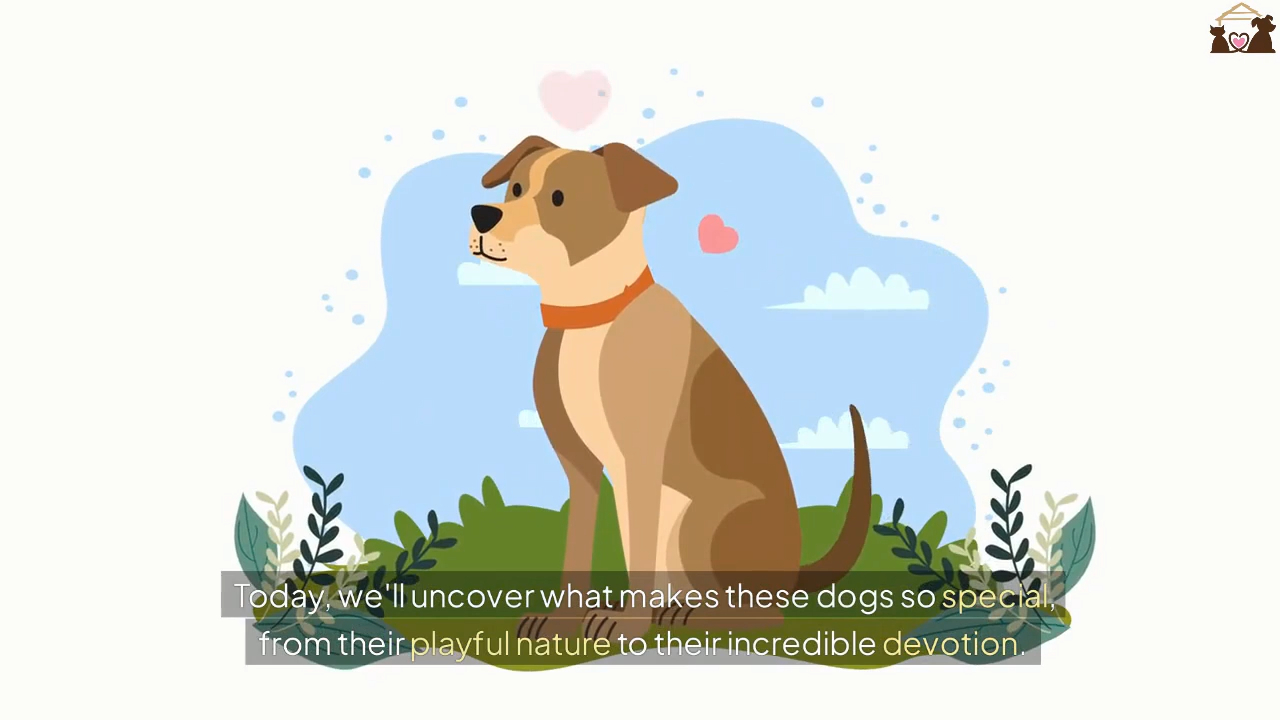 Today, we'll uncover what makes these dogs so special,
from their playful nature to their incredible devotion.